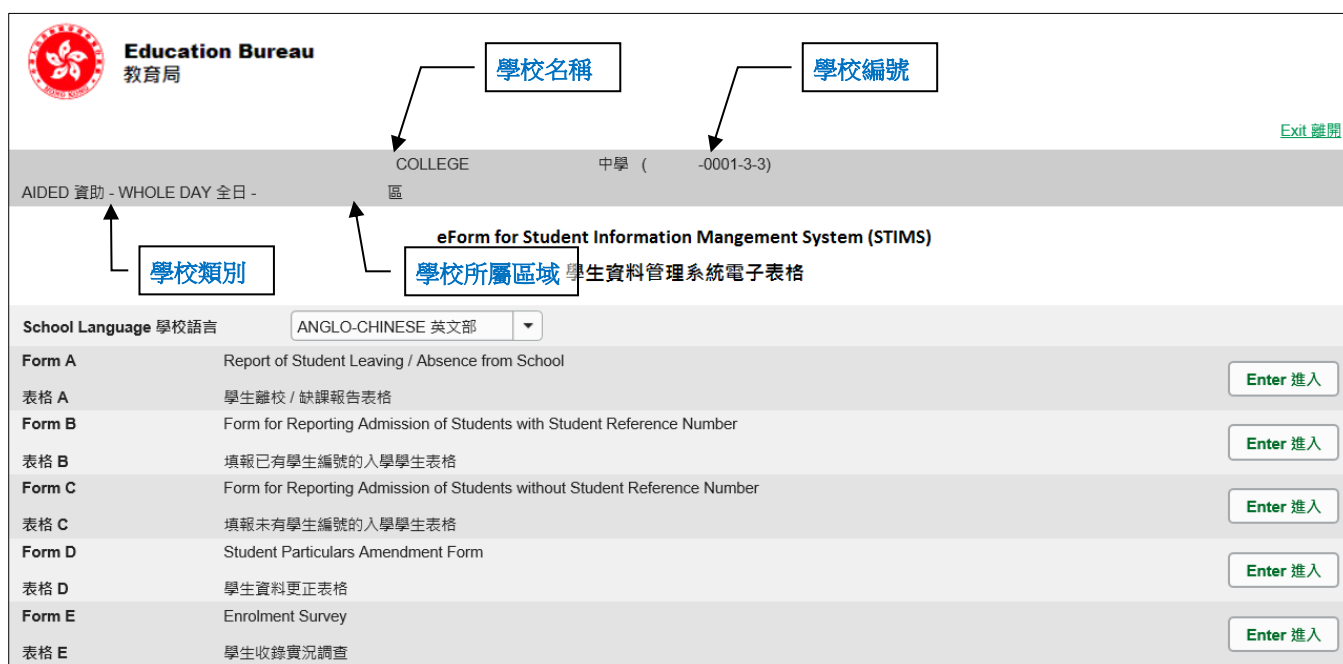 Education Bureau
教育局
學校名稱
學校編號
Exit 離開
COLLEGE 中學 ( -0001-3-3)
AIDED 資助 - WHOLE DAY 全日 - 區
eForm for Student Information Mangement System (STIMS)
學校類別
學校所屬區域
學生資料管理系統電子表格
School Language 學校語言 ANGLO-CHINESE 英文部
Form A Report of Student Leaving / Absence from School
Enter 進入
表格 A 學生離校 / 缺課報告表格
Form B Form for Reporting Admission of Students with Student Reference Number
Enter 進入
表格 B 填報已有學生編號的入學學生表格
Form C Form for Reporting Admission of Students without Student Reference Number
Enter 進入
表格 C 填報未有學生編號的入學學生表格
Form D Student Particulars Amendment Form
Enter 進入
表格 D 學生資料更正表格
Form E Enrolment Survey
Enter 進入
表格 E 學生收錄實況調查